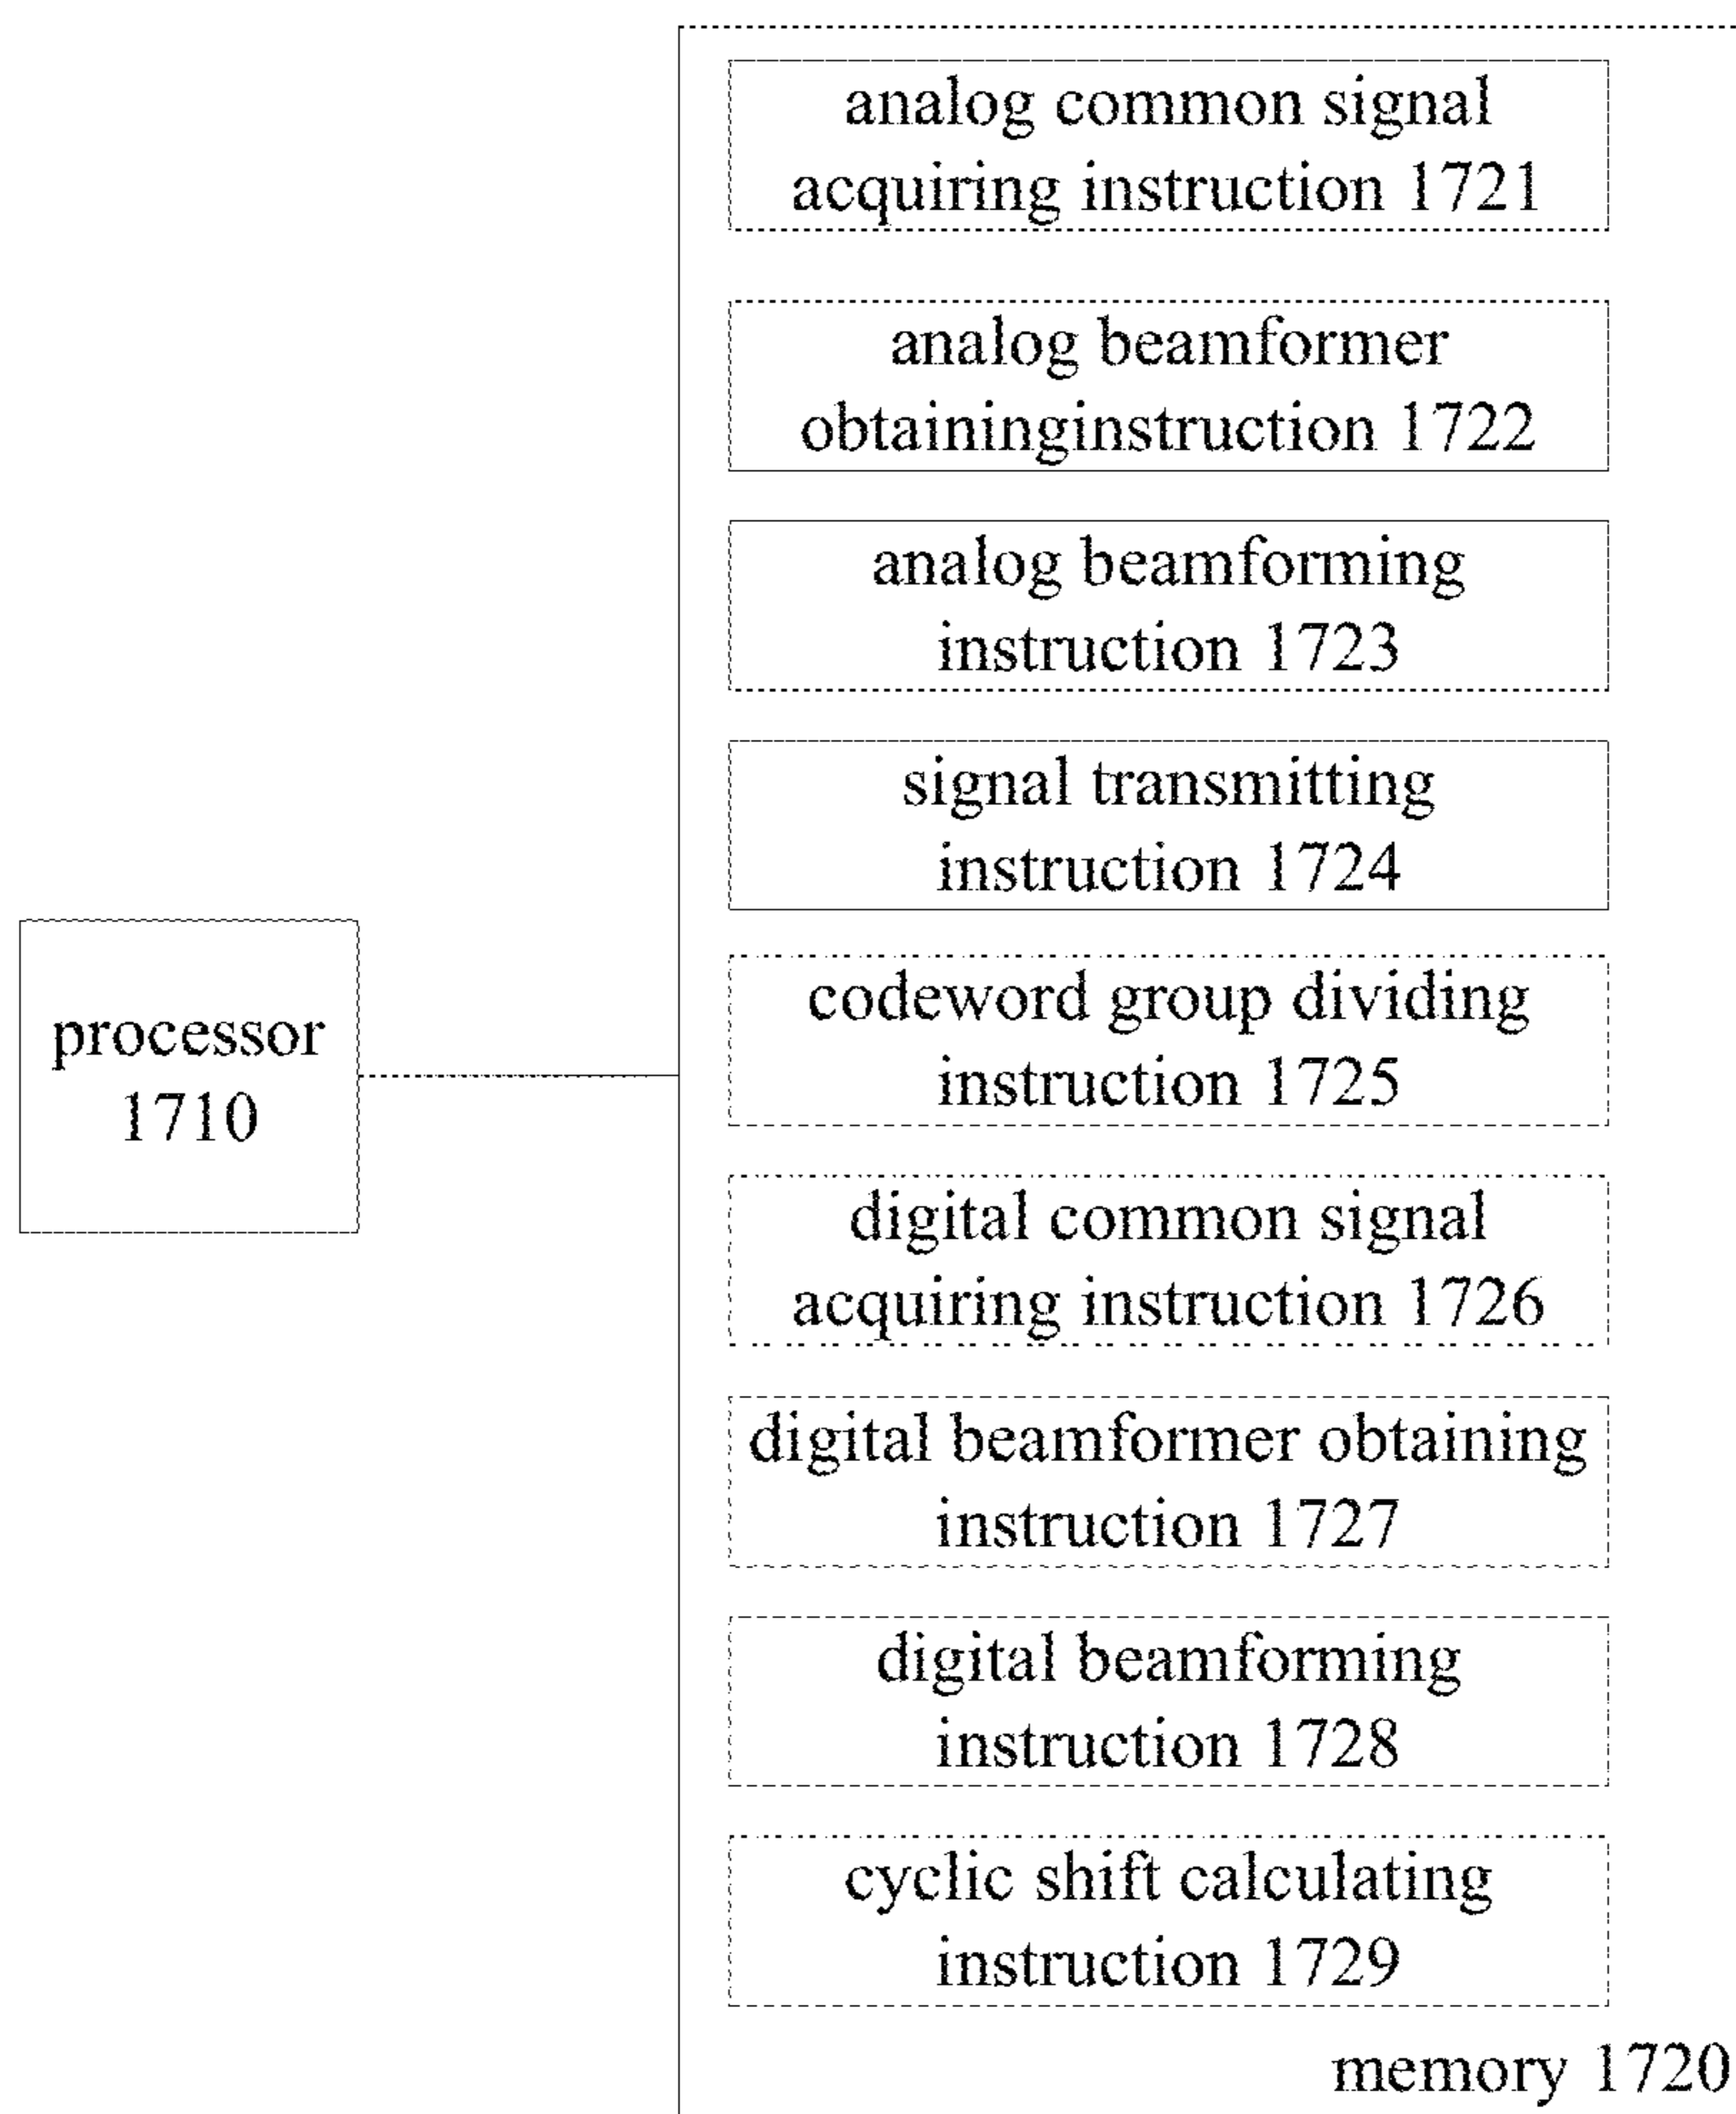 analog common signal
acquiring instruction 1721
analog beamformer
obtaininginstruction 1722
analog beamforming
instruction 1723
signal transmitting
instruction 1724
codeword group dividing
instruction 1725
digital common signal
acquiring instruction 1726
digital beamformer obtaining
instruction 1727
digital beamforming
instruction 1728
cyclic shift calculating
instruction 1729
memory 1720
processor
1710